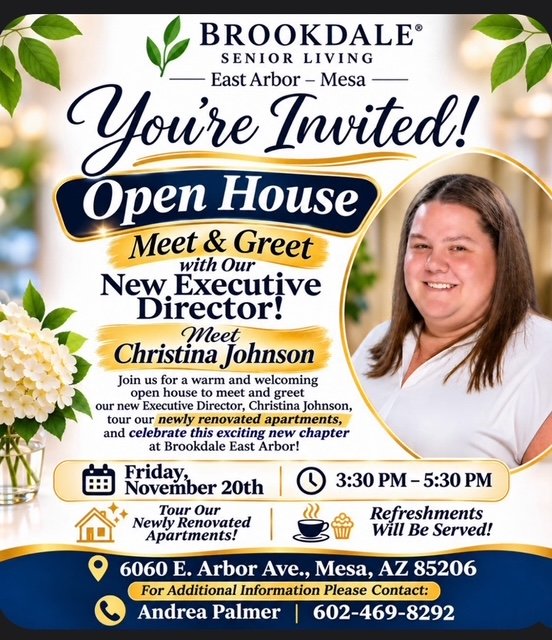 BROOKDALE®
SENIOR LIVING
East Arbor – Mesa
You're Invited!
Open House
Meet & Greet
with Our
New Executive
Director!
Meet
Christina Johnson
Join us for a warm and welcoming
open house to meet and greet
our new Executive Director, Christina Johnson,
tour our newly renovated apartments,
and celebrate this exciting new chapter
at Brookdale East Arbor!
Friday,
November 20th
3:30 PM – 5:30 PM
Tour Our
Newly Renovated
Apartments!
Refreshments
Will Be Served!
6060 E. Arbor Ave., Mesa, AZ 85206
For Additional Information Please Contact:
Andrea Palmer | 602-469-8292